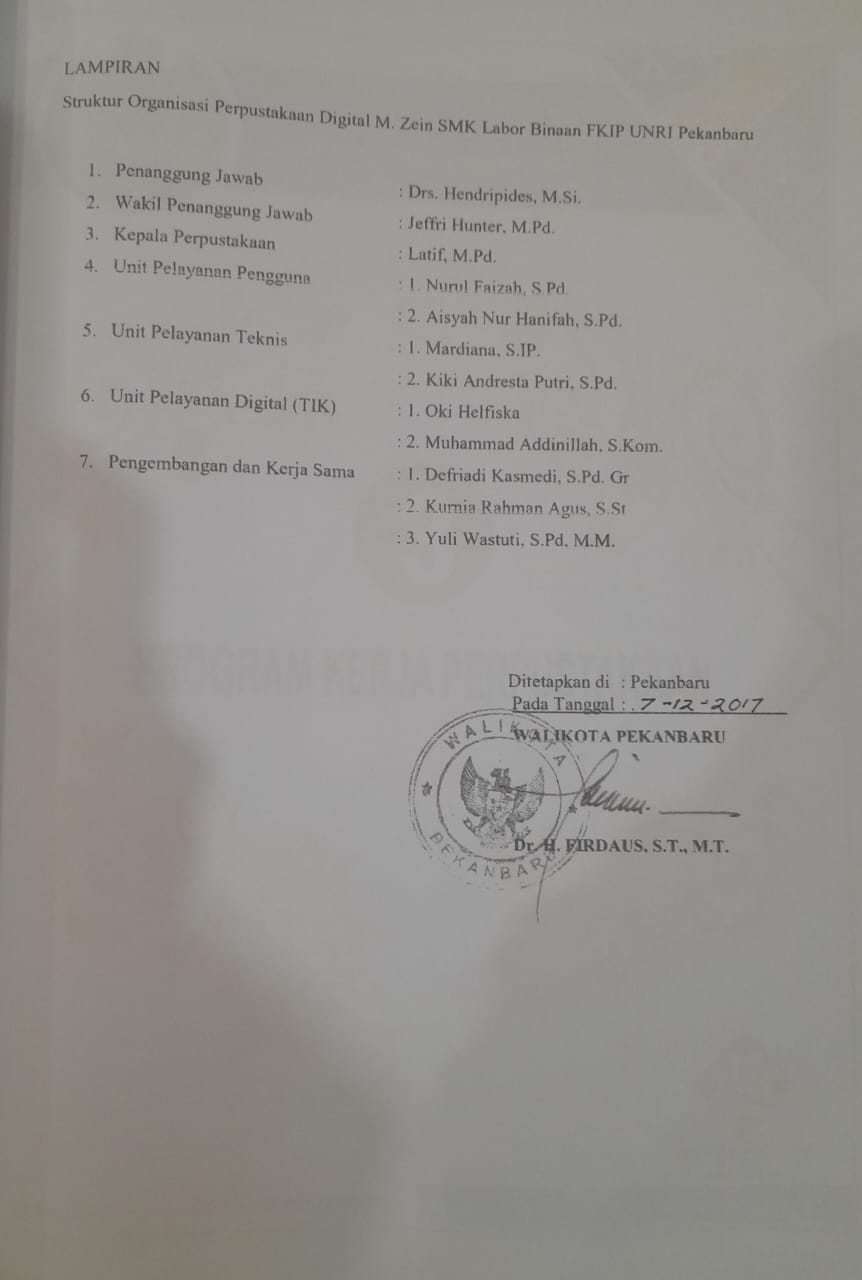 LAMPIRAN
Struktur Organisasi Perpustakaan Digital M. Zein SMK Labor Binaan FKIP UNRI Pekanbaru
1. Penanggung Jawab : Drs. Hendripides, M.Si.
2. Wakil Penanggung Jawab : Jeffri Hunter, M.Pd.
3. Kepala Perpustakaan : Latif, M.Pd.
4. Unit Pelayanan Pengguna : 1. Nurul Faizah, S.Pd.
: 2. Aisyah Nur Hanifah, S.Pd.
5. Unit Pelayanan Teknis : 1. Mardiana, S.IP.
: 2. Kiki Andresta Putri, S.Pd.
6. Unit Pelayanan Digital (TIK) : 1. Oki Helfiska
: 2. Muhammad Addinillah, S.Kom.
7. Pengembangan dan Kerja Sama : 1. Defriadi Kasmedi, S.Pd. Gr
: 2. Kurnia Rahman Agus, S.St
: 3. Yuli Wastuti, S.Pd, M.M.
PROGRAM KERJA PERPUSTAKAAN
Ditetapkan di : Pekanbaru
Pada Tanggal : . 7-12-2017
WALIKOTA PEKANBARU
WALIKOTA
PEKANBARU
Dr. H. FIRDAUS, S.T., M.T.